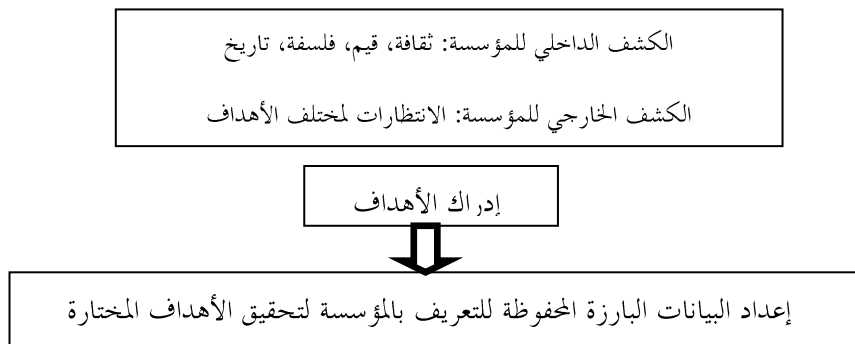 الكشف الداخلي للمؤسسة: ثقافة، قيم، فلسفة، تاريخ
الكشف الخارجي للمؤسسة: الانتظارات لمختلف الأهداف
إدراك الأهداف
إعداد البيانات البارزة المحفوظة للتعريف بالمؤسسة لتحقيق الأهداف المختارة